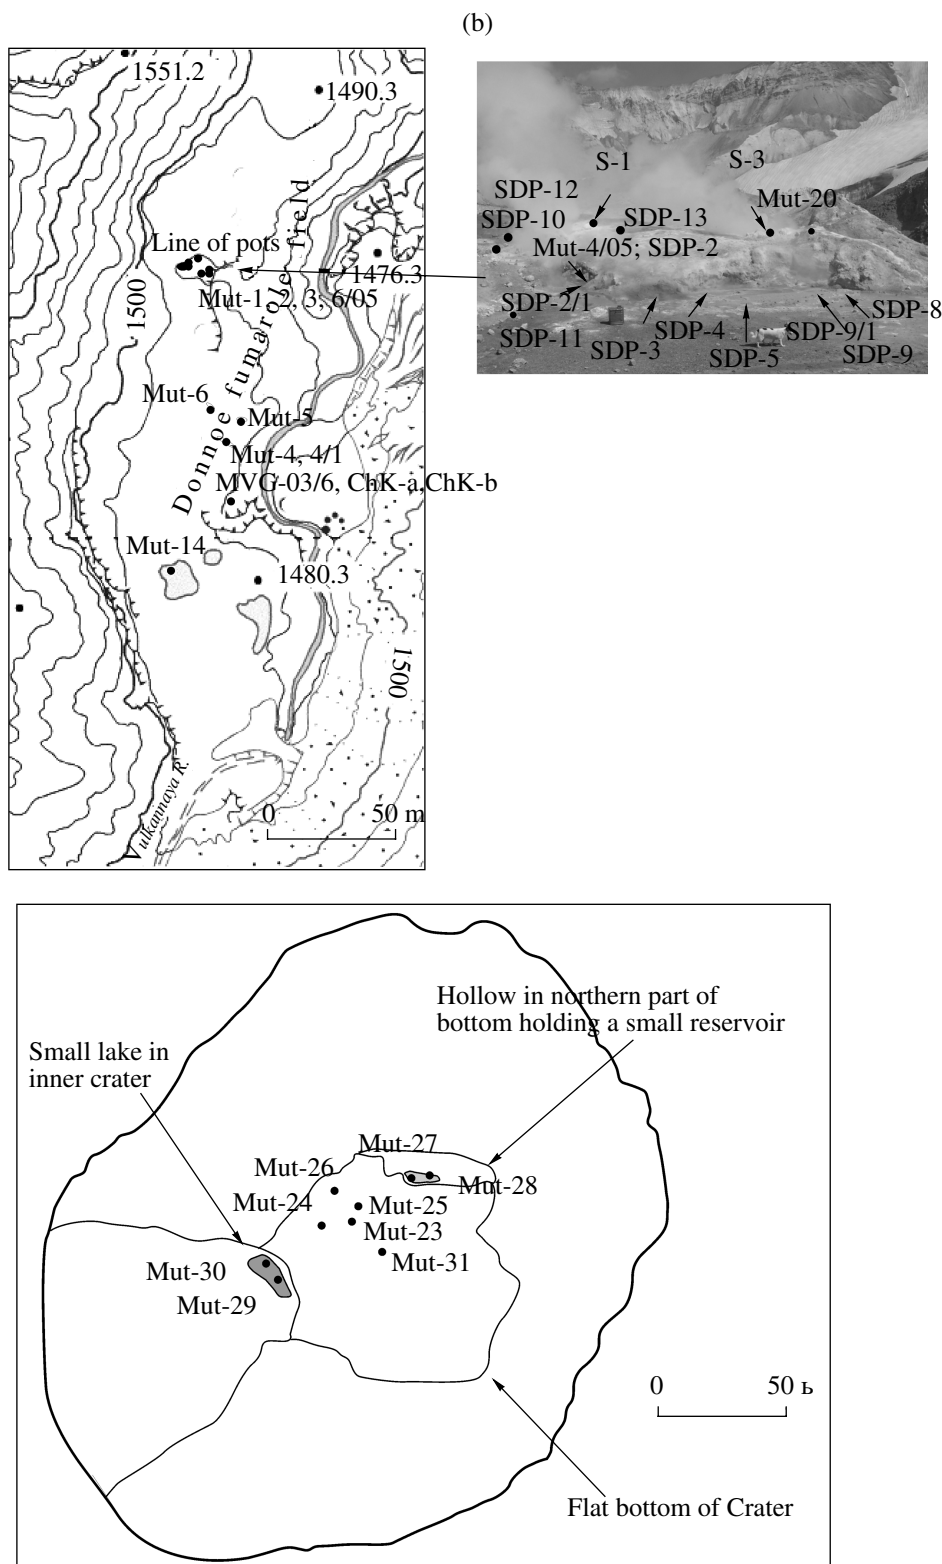 (b)
1551.2
1490.3
Line of pots
1476.3
Mut-1, 2, 3, 6/05
1500
Donnoe fumarole field
Mut-6
Mut-5
Mut-4, 4/1
MVG-03/6, ChK-a,ChK-b
Mut-14
1480.3
1500
Vulkannaya R.
0 50 m
S-1 S-3
SDP-12
Mut-20
SDP-10
SDP-13
Mut-4/05; SDP-2
SDP-2/1
SDP-8
SDP-11
SDP-4
SDP-9/1
SDP-3
SDP-5
SDP-9
Hollow in northern part of
bottom holding a small reservoir
Small lake in
inner crater
Mut-27
Mut-26
Mut-28
Mut-24
Mut-25
Mut-23
Mut-31
Mut-30
Mut-29
0 50 ь
Flat bottom of Crater